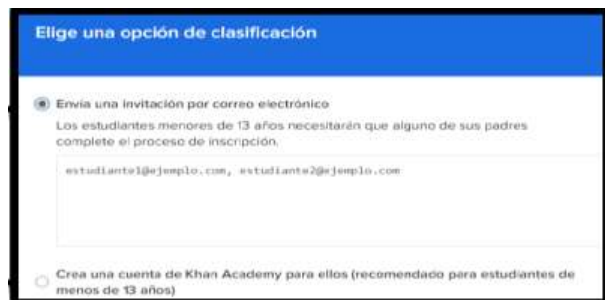 Elige una opción de clasificación
Envía una invitación por correo electrónico
Los estudiantes menores de 13 años necesitarán que alguno de sus padres
complete el proceso de inscripción.
estudiante1@ejemplo.com, estudiante2@ejemplo.com
Crea una cuenta de Khan Academy para ellos (recomendado para estudiantes de
menos de 13 años)